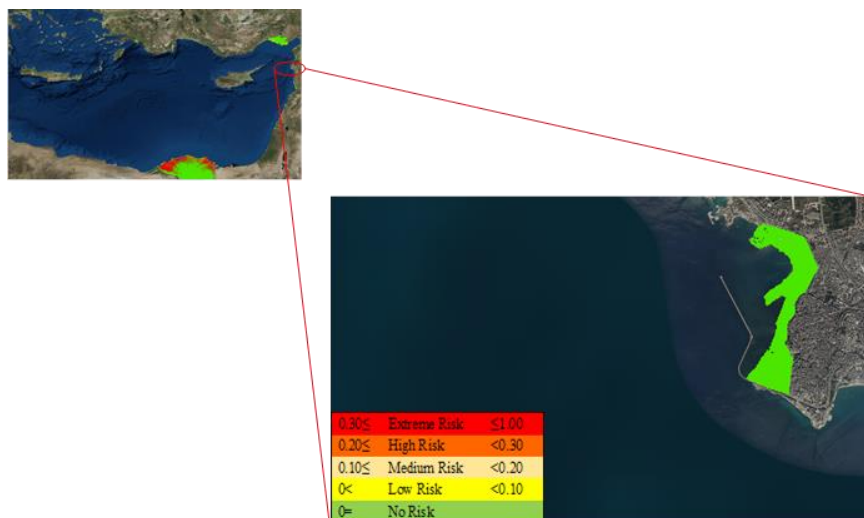 0.30≤ Extreme Risk ≤1.00
0.20≤ High Risk <0.30
0.10≤ Medium Risk <0.20
0< Low Risk <0.10
0= No Risk